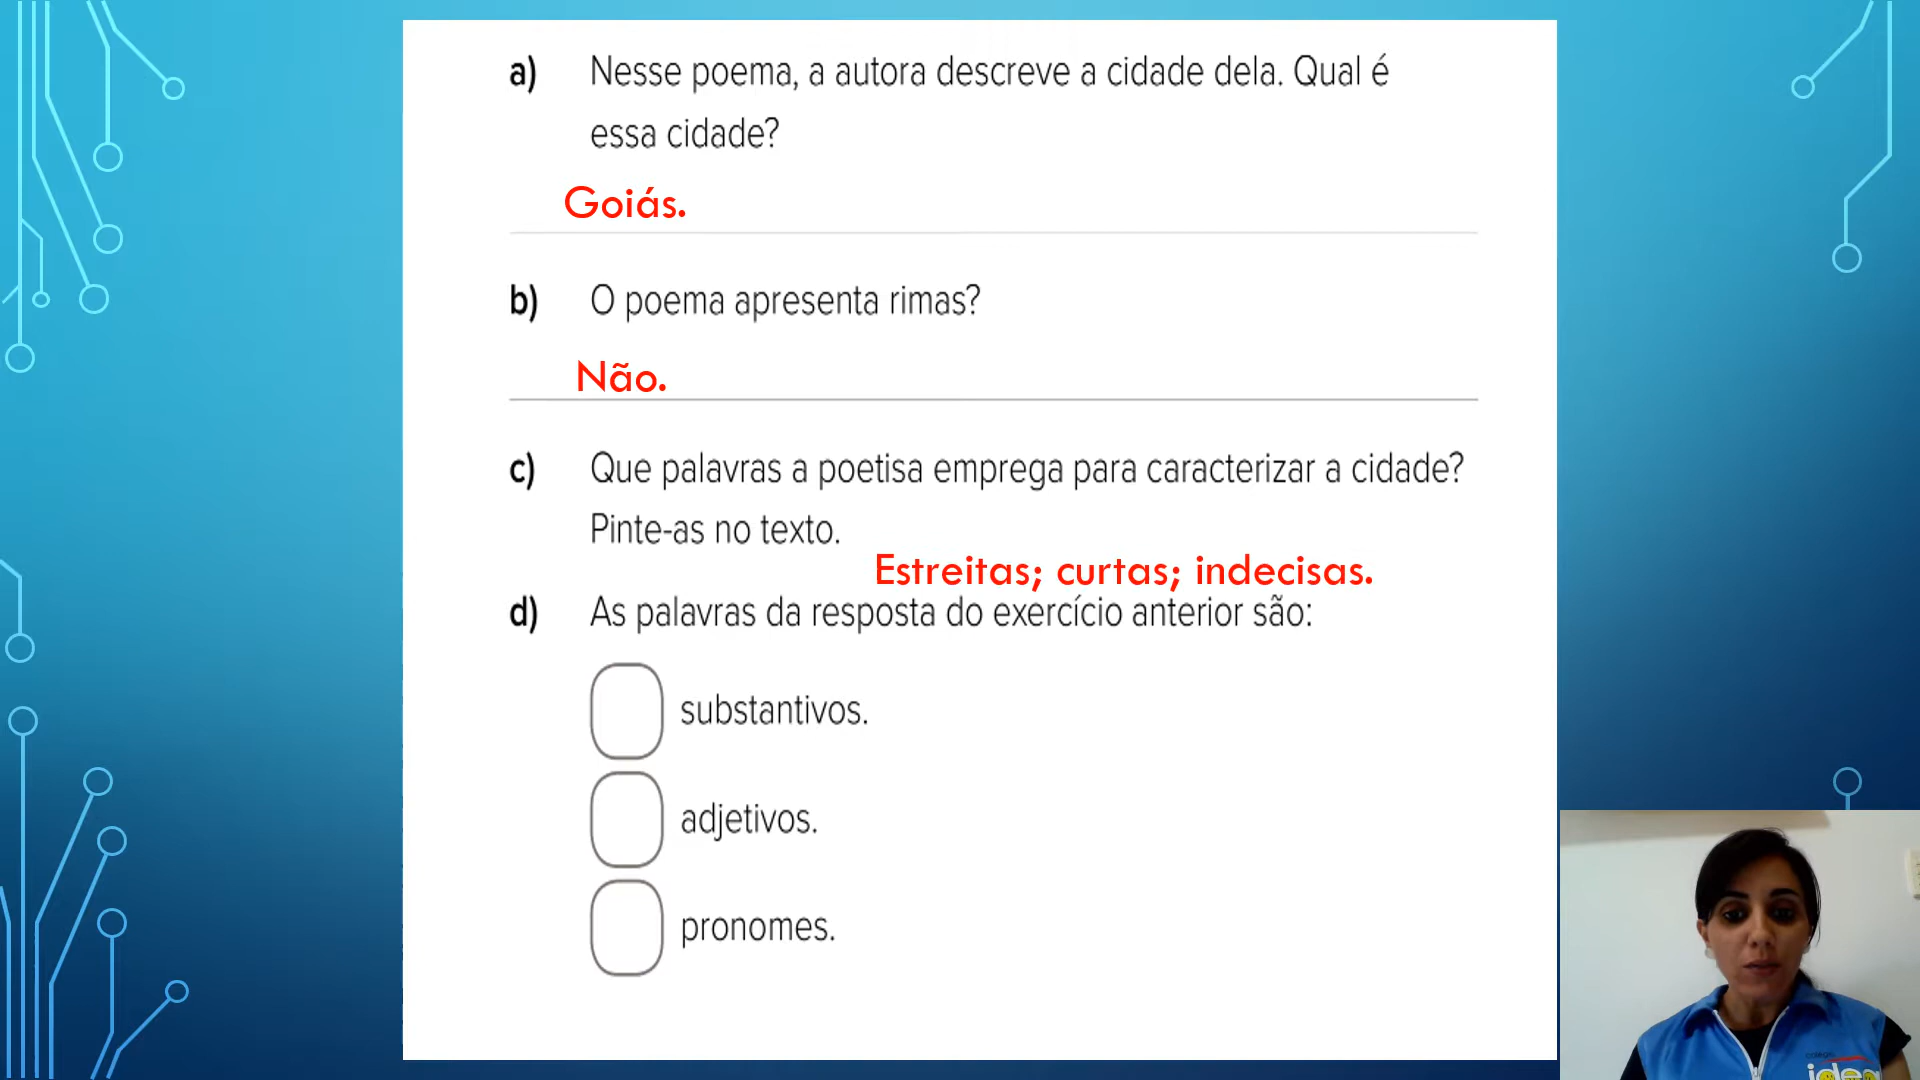 a) Nesse poema, a autora descreve a cidade dela. Qual é
essa cidade?
Goiás.
b) O poema apresenta rimas?
Não.
c) Que palavras a poetisa emprega para caracterizar a cidade?
Pinte-as no texto.
Estreitas; curtas; indecisas.
d) As palavras da resposta do exercício anterior são:
substantivos.
adjetivos.
pronomes.
colégio
idea